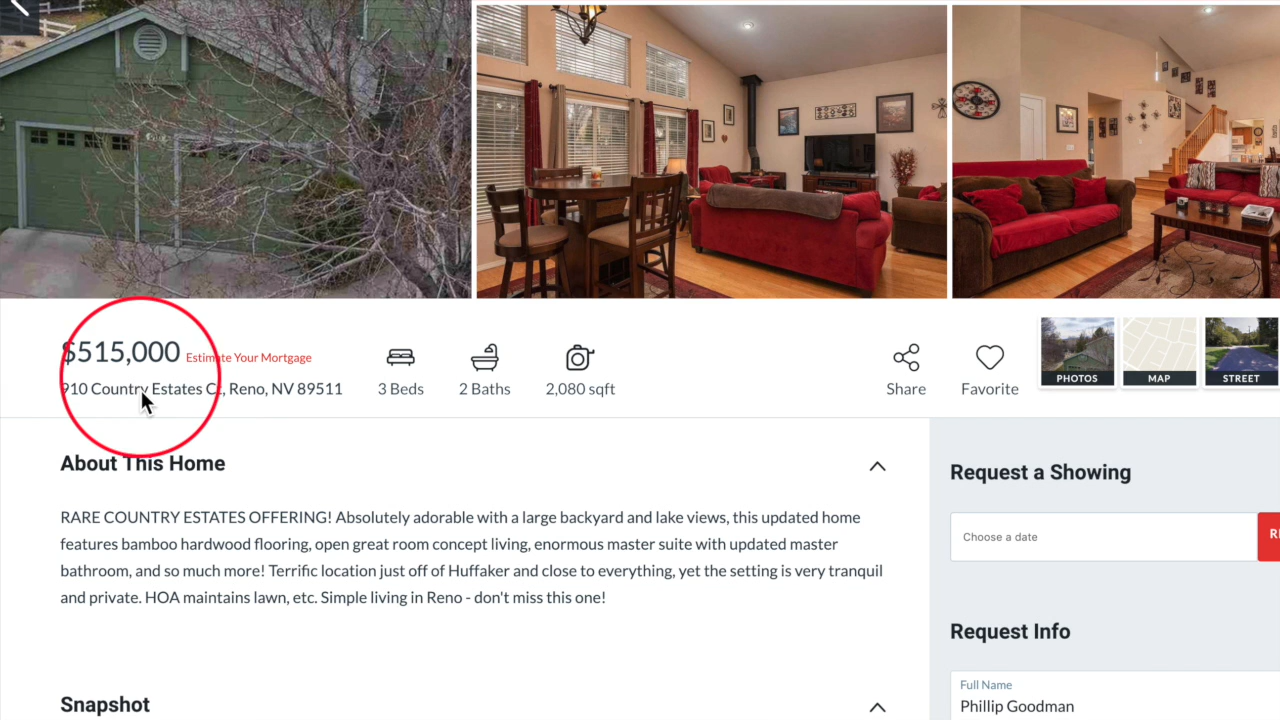 $515,000 Estimate Your Mortgage
910 Country Estates Ct, Reno, NV 89511
3 Beds
2 Baths
2,080 sqft
Share
Favorite
PHOTOS
MAP
STREET
About This Home
RARE COUNTRY ESTATES OFFERING! Absolutely adorable with a large backyard and lake views, this updated home
features bamboo hardwood flooring, open great room concept living, enormous master suite with updated master
bathroom, and so much more! Terrific location just off of Huffaker and close to everything, yet the setting is very tranquil
and private. HOA maintains lawn, etc. Simple living in Reno - don't miss this one!
Snapshot
Request a Showing
Choose a date
Request Info
Full Name
Phillip Goodman